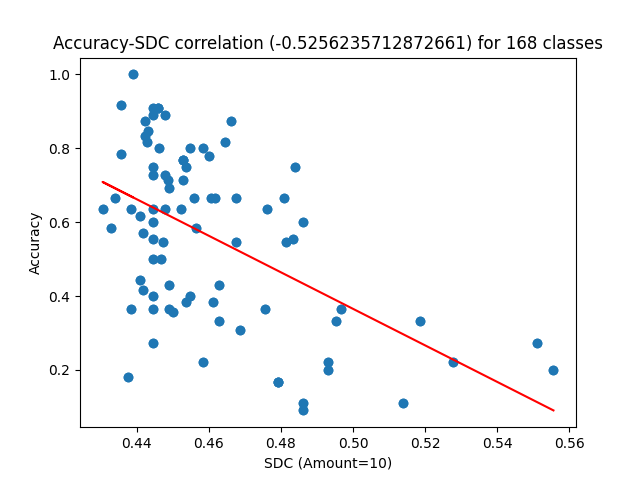 Accuracy-SDC correlation (-0.5256235712872661) for 168 classes
1.0
0.8
0.6
0.4
0.2
Accuracy
0.44 0.46 0.48 0.50 0.52 0.54 0.56
SDC (Amount=10)